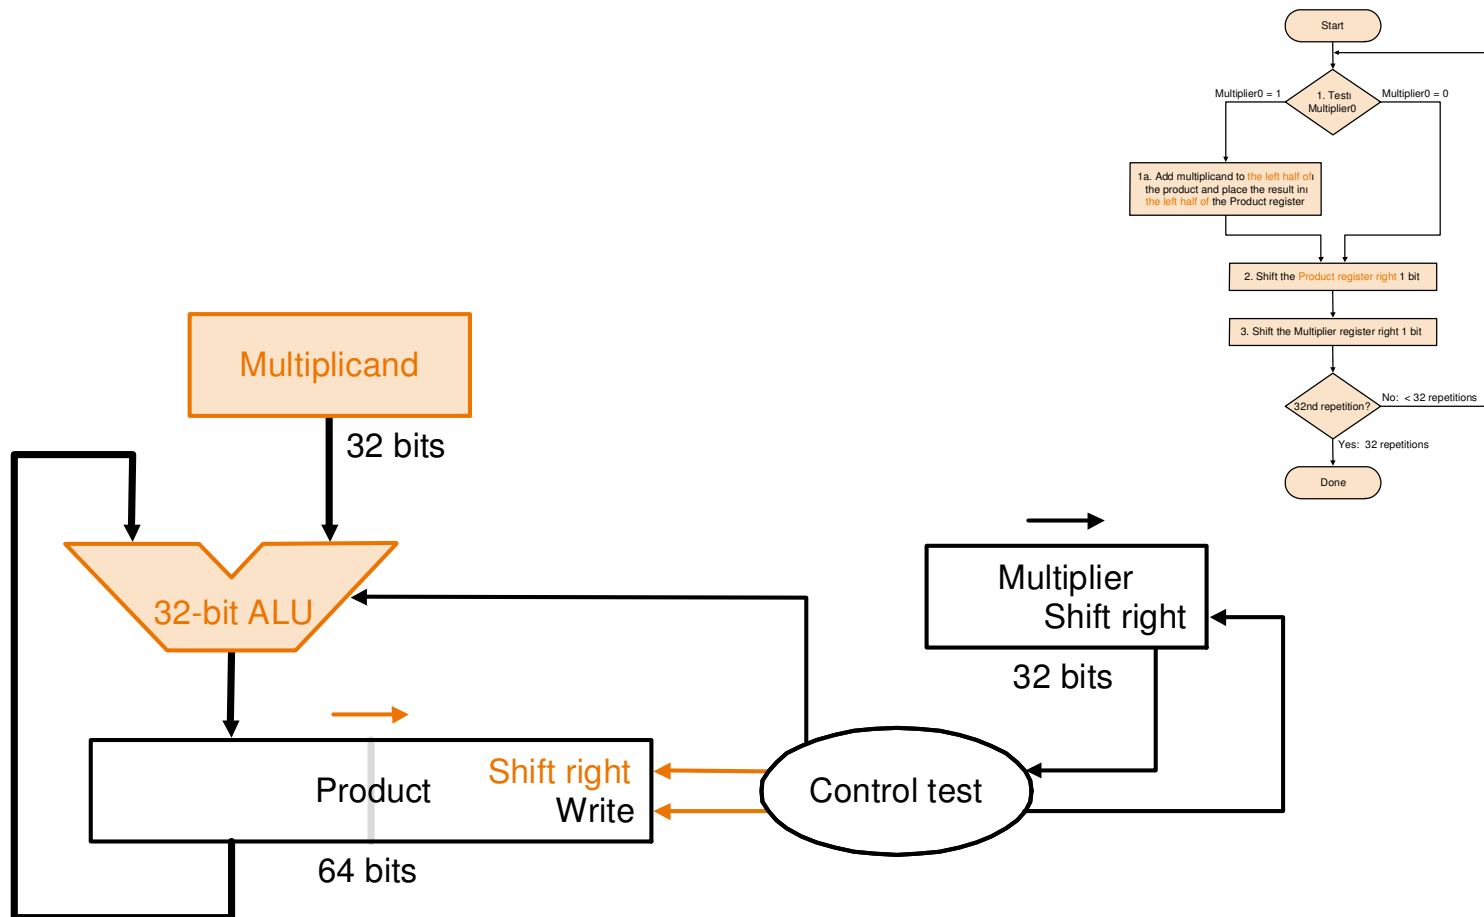 Start
Multiplier0 = 1
1. Test
Multiplier0
Multiplier0 = 0
1a. Add multiplicand to the left half of
the product and place the result in
the left half of the Product register
2. Shift the Product register right 1 bit
3. Shift the Multiplier register right 1 bit
32nd repetition?
No: < 32 repetitions
Yes: 32 repetitions
Done
Multiplicand
32 bits
32-bit ALU
Multiplier
Shift right
32 bits
Product
Shift right
Write
64 bits
Control test